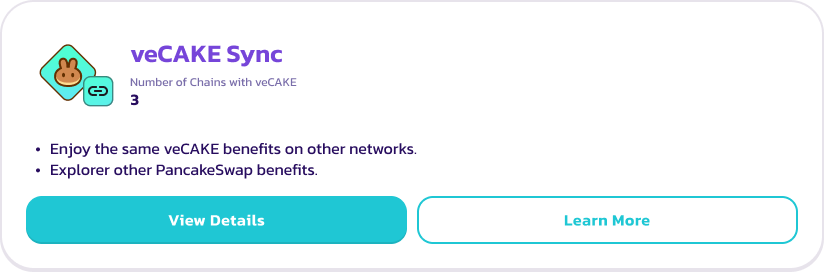 veCAKE Sync
Number of Chains with veCAKE
3
• Enjoy the same veCAKE benefits on other networks.
• Explorer other PancakeSwap benefits.
View Details
Learn More